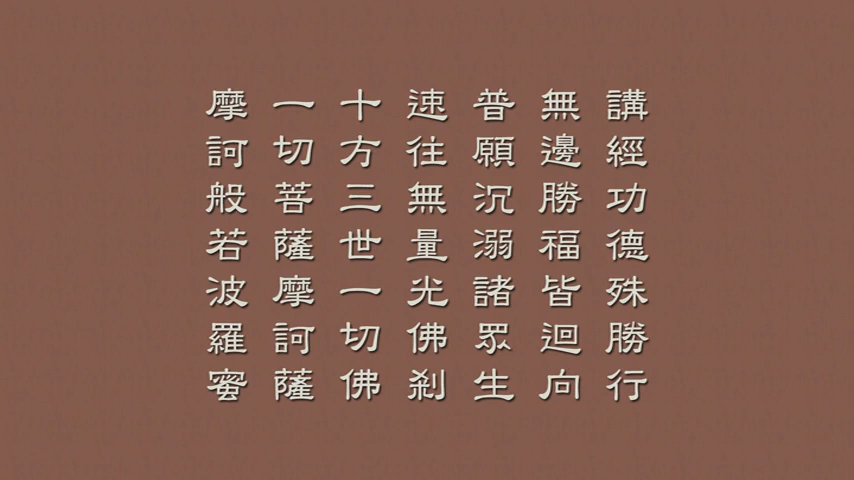 講經功德殊勝行
無邊勝福皆迴向
普願沉溺諸眾生
速往無量光佛剎
十方三世一切佛
一切菩薩摩訶薩
摩訶般若波羅蜜